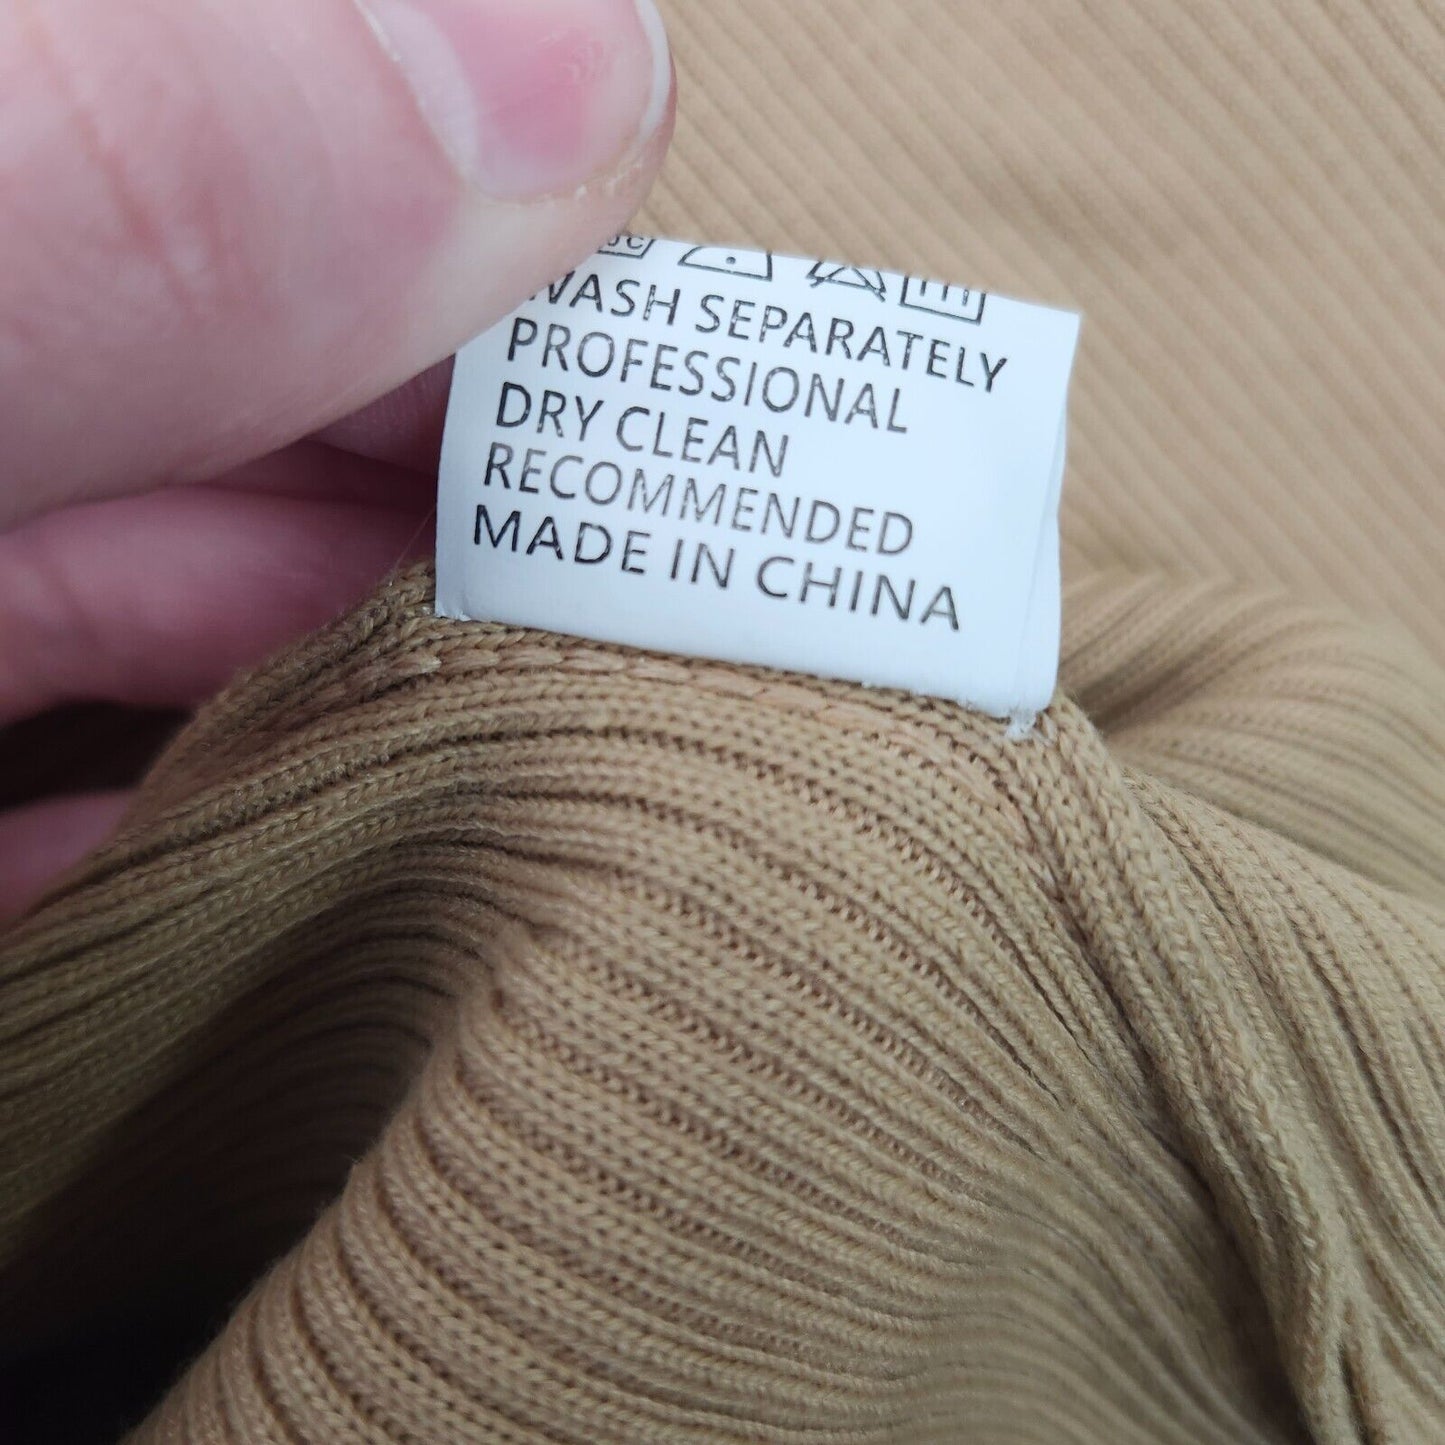 WASH SEPARATELY
PROFESSIONAL
DRY CLEAN
RECOMMENDED
MADE IN CHINA